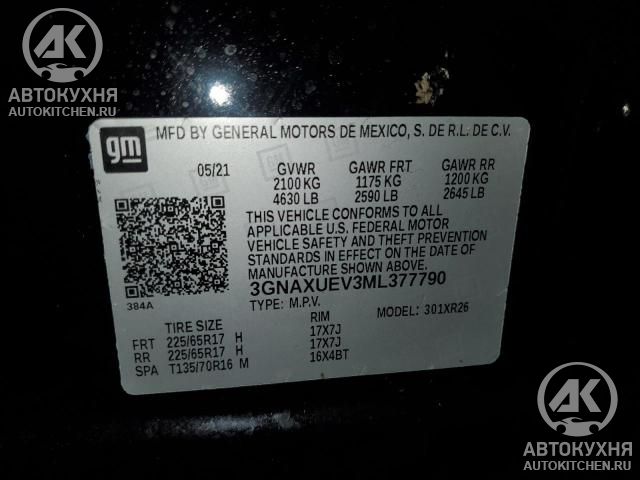 АК
АВТОКУХНЯ
AUTOKITCHEN.RU
gm
MFD BY GENERAL MOTORS DE MEXICO, S. DE R.L. DE C.V.
05/21 GVWR GAWR FRT GAWR RR
2100 KG 1175 KG 1200 KG
4630 LB 2590 LB 2645 LB
THIS VEHICLE CONFORMS TO ALL
APPLICABLE U.S. FEDERAL MOTOR
VEHICLE SAFETY AND THEFT PREVENTION
STANDARDS IN EFFECT ON THE DATE OF
MANUFACTURE SHOWN ABOVE.
3GNAXUEV3ML377790
384A
TYPE: M.P.V. MODEL: 301XR26
TIRE SIZE RIM
FRT 225/65R17 H 17X7J
RR 225/65R17 H 17X7J
SPA T135/70R16 M 16X4BT
АК
АВТОКУХНЯ
AUTOKITCHEN.RU